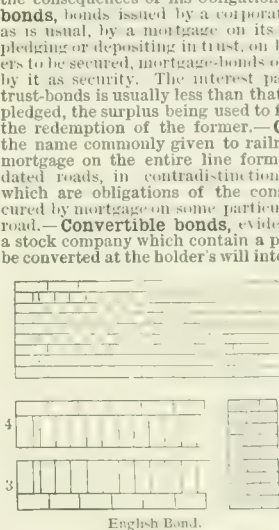 the consequences of his obligation
bonds, bonds issued by a corporat
as is usual, by a mortgage on its
pledging or depositing in trust, on l
ers to be secured, mortgage-bonds o
by it as security. The interest pa
trust-bonds is usually less than that
pledged, the surplus being used to f
the redemption of the former.—C
the name commonly given to railr
mortgage on the entire line form
dated roads, in contradistinction
which are obligations of the cons
cured by mortgage on some particu
road.—Convertible bonds, evide
a stock company which contain a p
be converted at the holder's will inte
4
3
English Bond.